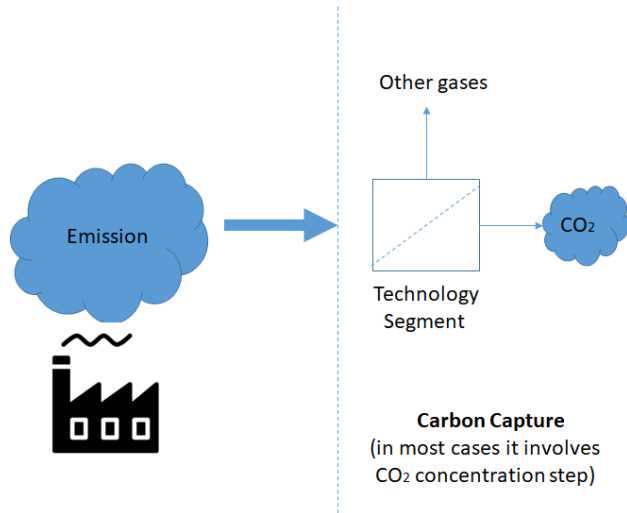 Other gases
Emission
CO₂
Technology
Segment
Carbon Capture
(in most cases it involves
CO₂ concentration step)